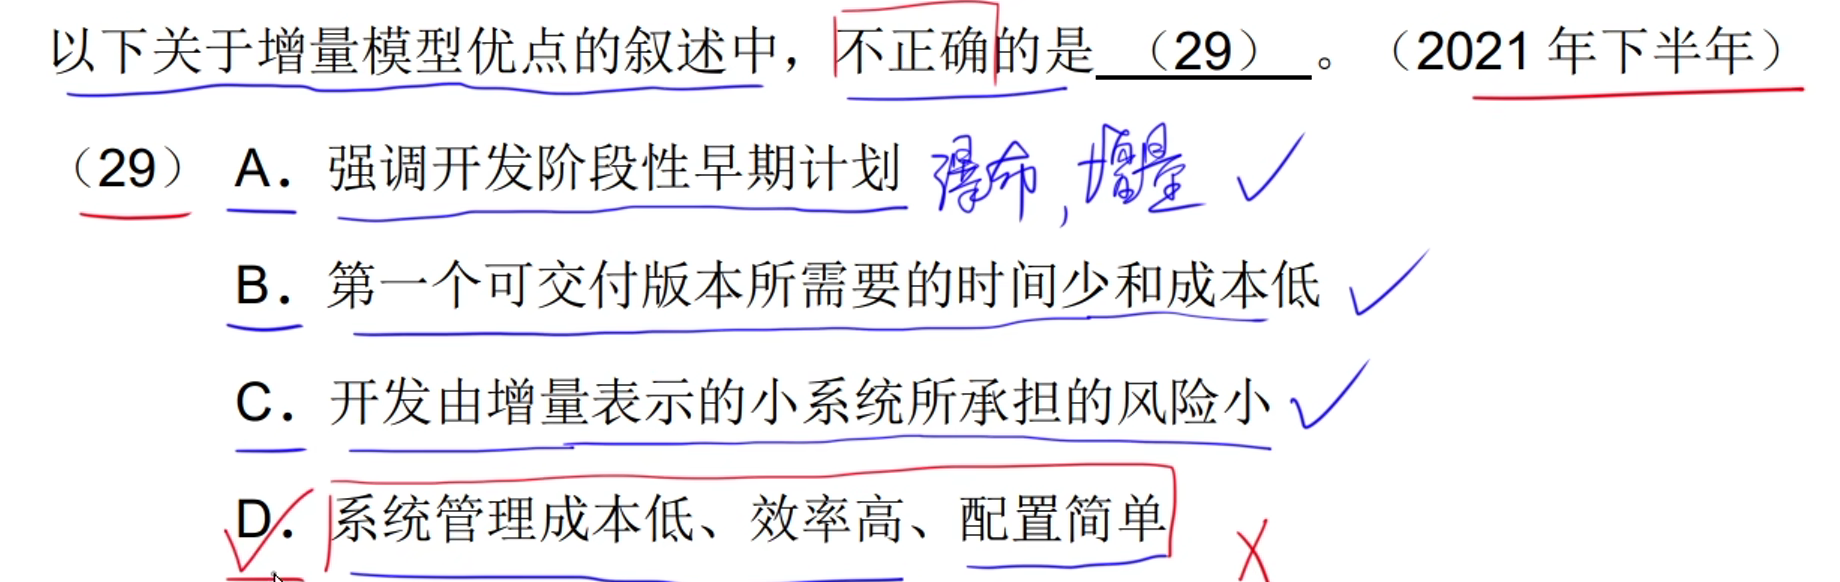 以下关于增量模型优点的叙述中，不正确的是 （29） 。（2021 年下半年）
（29） A． 强调开发阶段性早期计划 瀑布，增量
B． 第一个可交付版本所需要的时间少和成本低
C． 开发由增量表示的小系统所承担的风险小
D． 系统管理成本低、效率高、配置简单